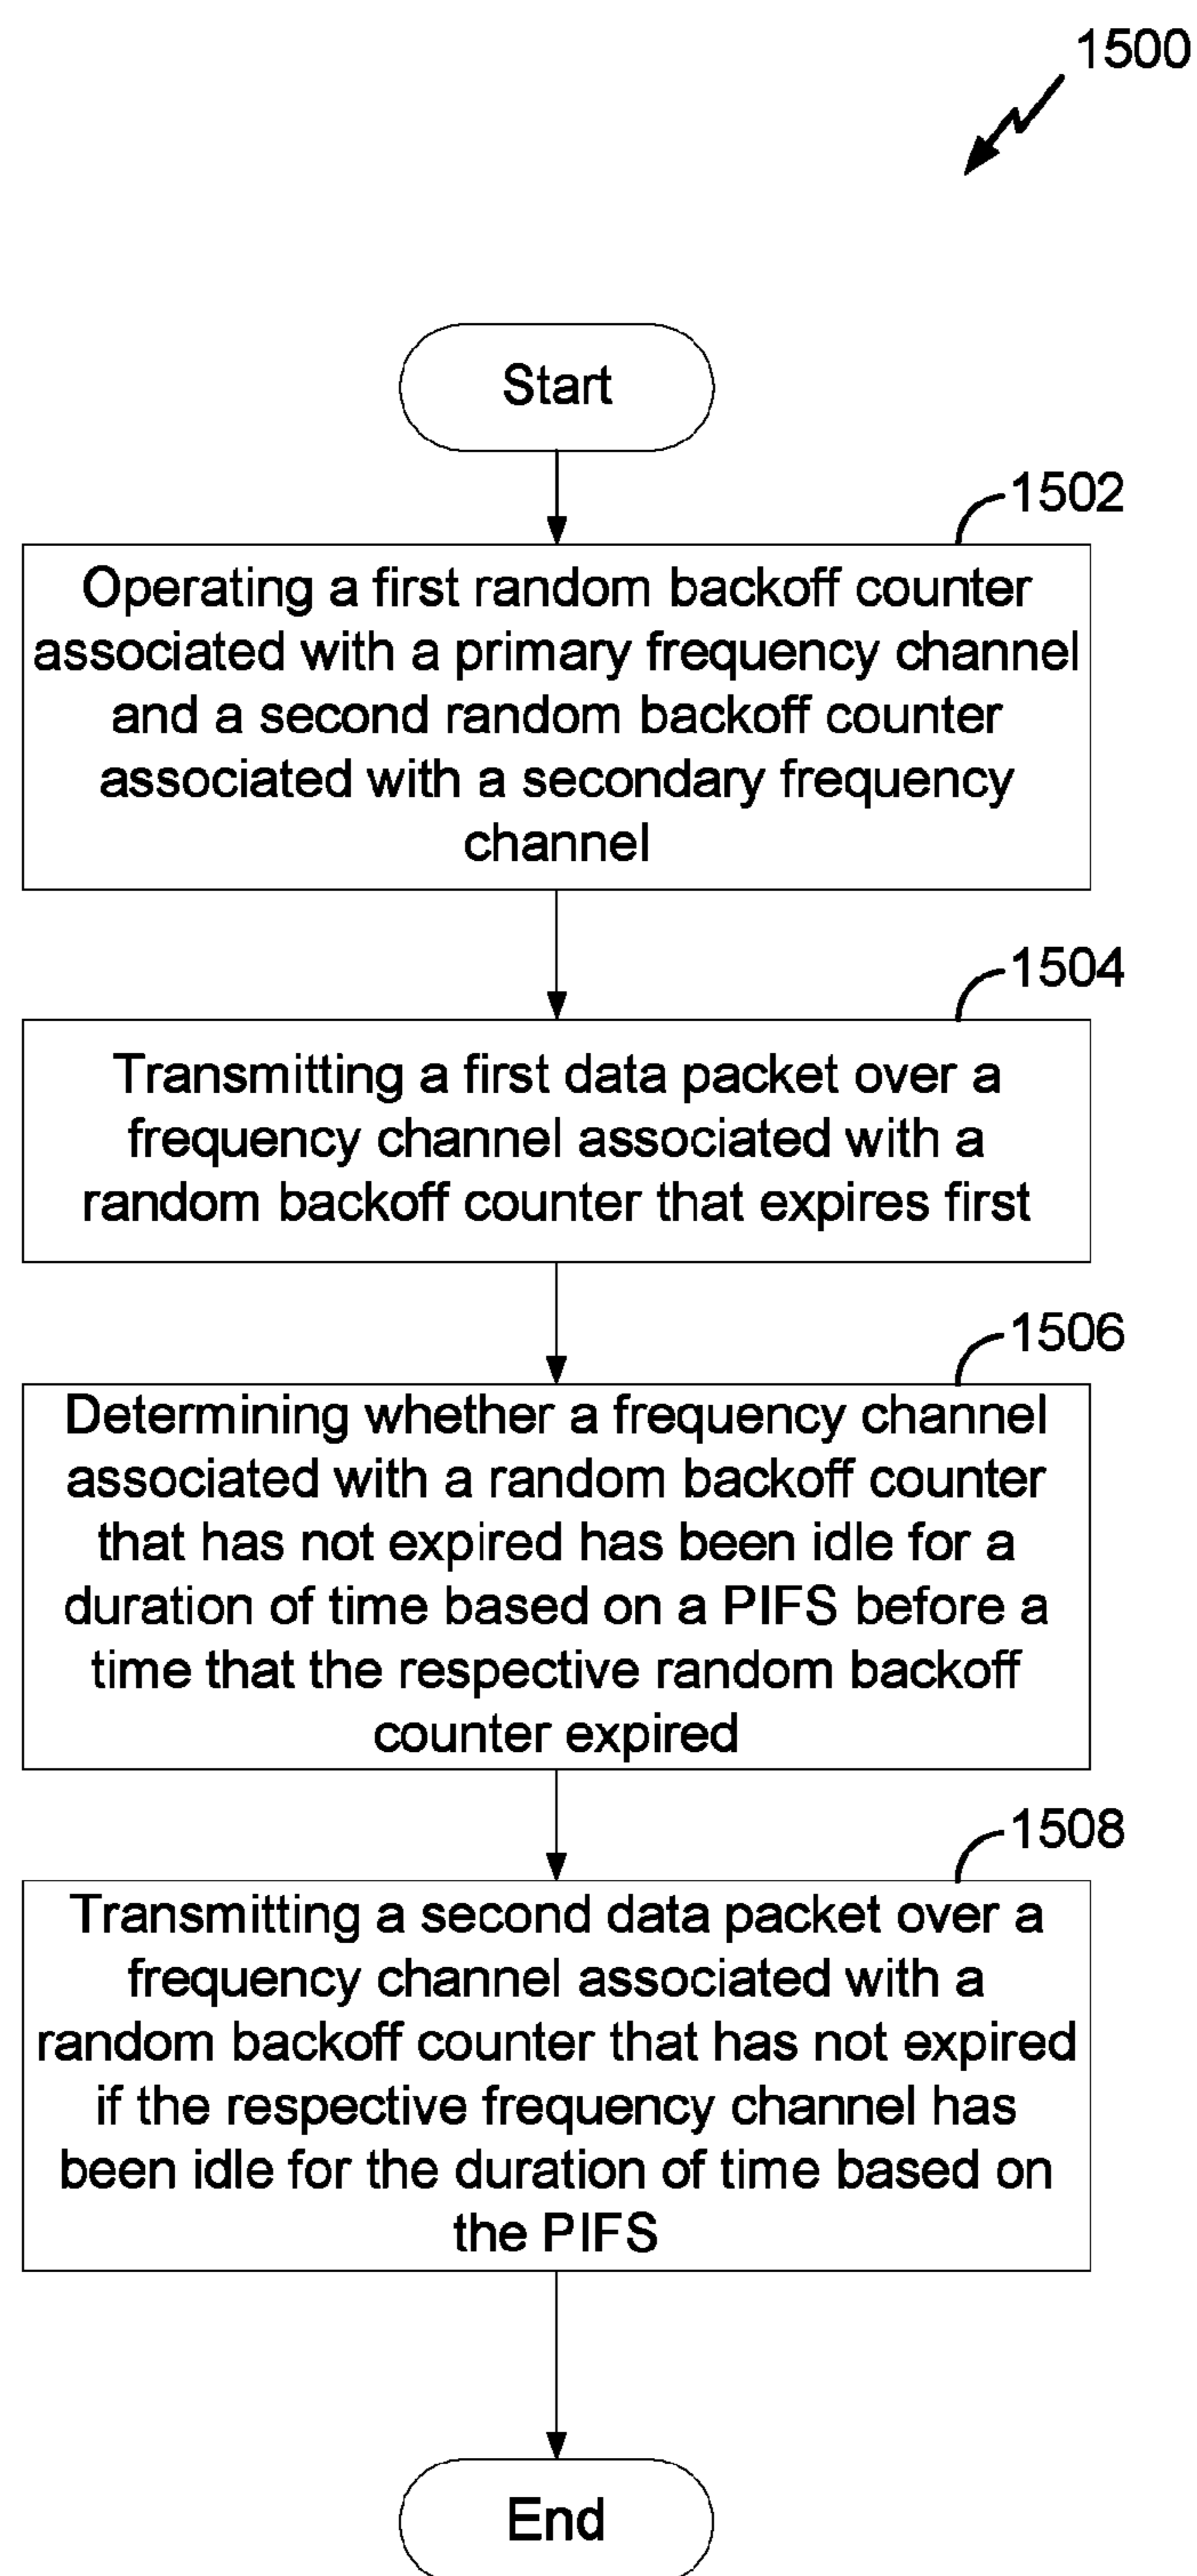 1500
Start
1502
Operating a first random backoff counter
associated with a primary frequency channel
and a second random backoff counter
associated with a secondary frequency
channel
1504
Transmitting a first data packet over a
frequency channel associated with a
random backoff counter that expires first
1506
Determining whether a frequency channel
associated with a random backoff counter
that has not expired has been idle for a
duration of time based on a PIFS before a
time that the respective random backoff
counter expired
1508
Transmitting a second data packet over a
frequency channel associated with a
random backoff counter that has not expired
if the respective frequency channel has
been idle for the duration of time based on
the PIFS
End